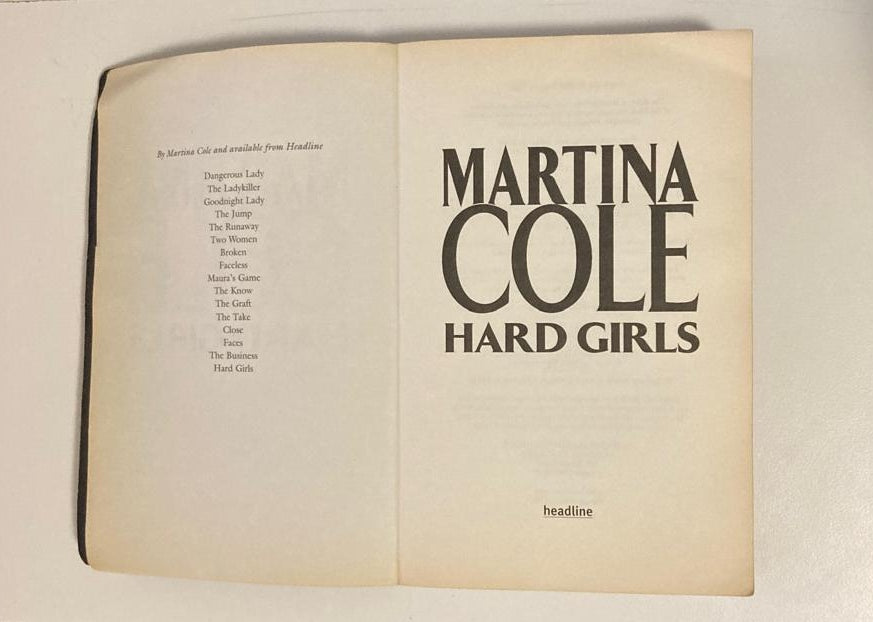 By Martina Cole and available from Headline
Dangerous Lady
The Ladykiller
Goodnight Lady
The Jump
The Runaway
Two Women
Broken
Faceless
Maura's Game
The Know
The Graft
The Take
Close
Faces
The Business
Hard Girls
MARTINA
COLE
HARD GIRLS
headline